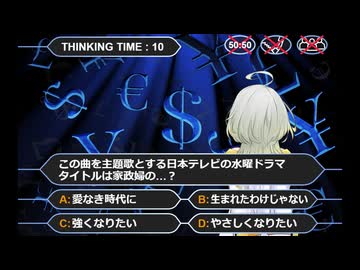 THINKING TIME : 10
50:50
この曲を主題歌とする日本テレビの水曜ドラマ
タイトルは家政婦の…？
A:愛なき時代に
B:生まれたわけじゃない
C:強くなりたい
D:やさしくなりたい